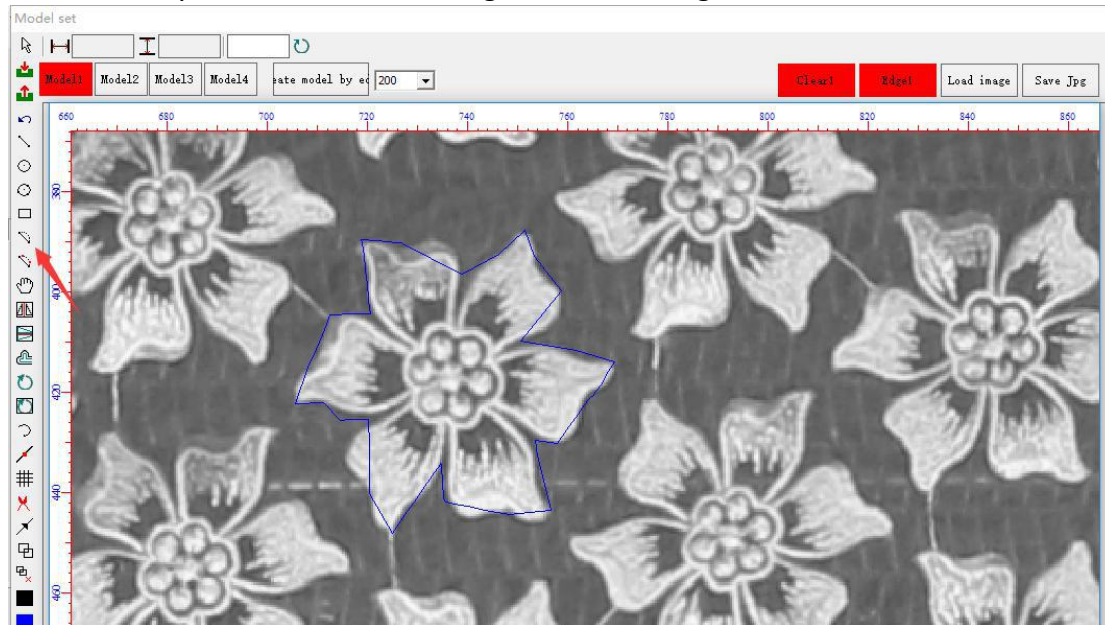 Model set
Model1 Model2 Model3 Model4 eate model by ed 200 Clear1 Edge1 Load image Save Jpg
660 680 700 720 740 760 780 800 820 840 860
380
400
420
440
460